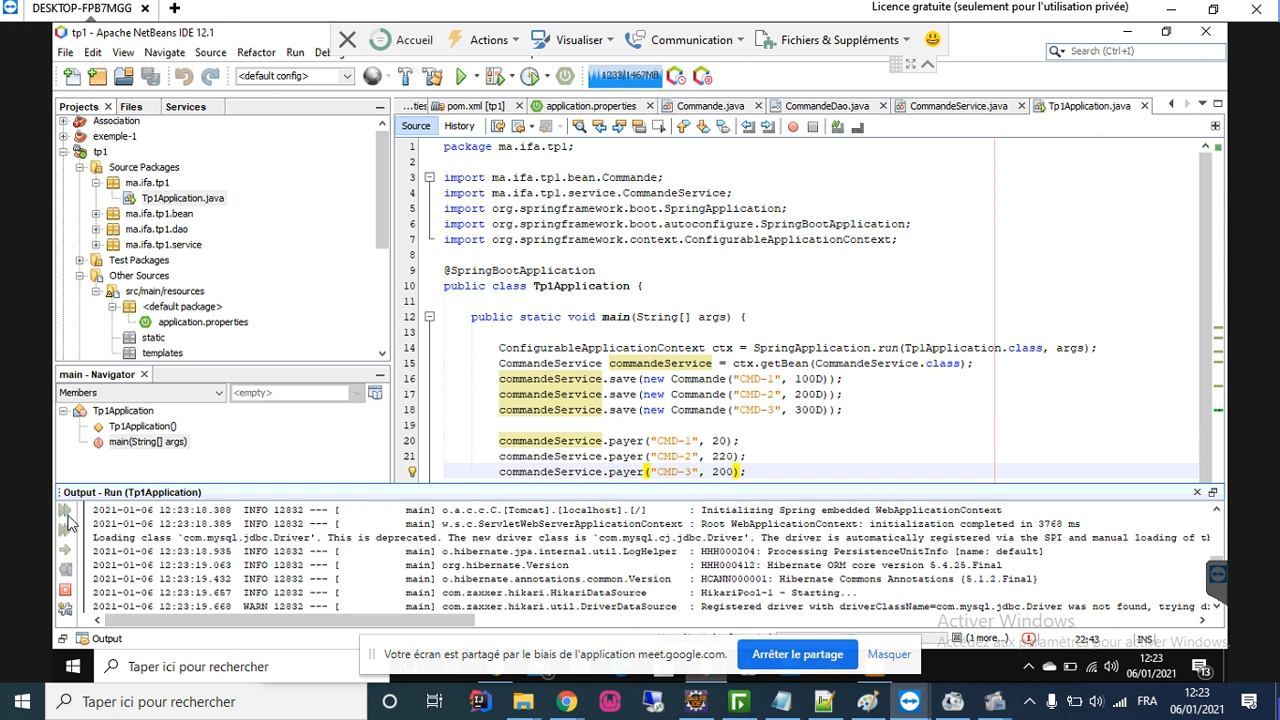 DESKTOP-FPB7MGG
Licence gratuite (seulement pour l'utilisation privée)
tp1 - Apache NetBeans IDE 12.1
File Edit View Navigate Source Refactor Run
Accueil Actions Visualiser Communication Fichiers & Suppléments
Search (Ctrl+I)
<default config>
1233/1467MB
Projects Files Services
...ties pom.xml [tp1] application.properties Commande.java CommandeDao.java CommandeService.java Tp1Application.java
Source History
Association
exemple-1
tp1
Source Packages
ma.ifa.tp1
Tp1Application.java
ma.ifa.tp1.bean
ma.ifa.tp1.dao
ma.ifa.tp1.service
Test Packages
Other Sources
src/main/resources
<default package>
application.properties
static
templates
main - Navigator
Members <empty>
Tp1Application
Tp1Application()
main(String[] args)
1 package ma.ifa.tp1;
2
3 import ma.ifa.tp1.bean.Commande;
4 import ma.ifa.tp1.service.CommandeService;
5 import org.springframework.boot.SpringApplication;
6 import org.springframework.boot.autoconfigure.SpringBootApplication;
7 import org.springframework.context.ConfigurableApplicationContext;
8
9 @SpringBootApplication
10 public class Tp1Application {
11
12 public static void main(String[] args) {
13
14 ConfigurableApplicationContext ctx = SpringApplication.run(Tp1Application.class, args);
15 CommandeService commandeService = ctx.getBean(CommandeService.class);
16 commandeService.save(new Commande("CMD-1", 100D));
17 commandeService.save(new Commande("CMD-2", 200D));
18 commandeService.save(new Commande("CMD-3", 300D));
19
20 commandeService.payer("CMD-1", 20);
21 commandeService.payer("CMD-2", 220);
commandeService.payer("CMD-3", 200);
Output - Run (Tp1Application)
2021-01-06 12:23:18.388 INFO 12832 --- [ main] o.a.c.c.C.[Tomcat].[localhost].[/] : Initializing Spring embedded WebApplicationContext
2021-01-06 12:23:18.389 INFO 12832 --- [ main] w.s.c.ServletWebServerApplicationContext : Root WebApplicationContext: initialization completed in 3768 ms
Loading class `com.mysql.jdbc.Driver'. This is deprecated. The new driver class is `com.mysql.cj.jdbc.Driver'. The driver is automatically registered via the SPI and manual loading of th
2021-01-06 12:23:18.935 INFO 12832 --- [ main] o.hibernate.jpa.internal.util.LogHelper : HHH000204: Processing PersistenceUnitInfo [name: default]
2021-01-06 12:23:19.063 INFO 12832 --- [ main] org.hibernate.Version : HHH000412: Hibernate ORM core version 5.4.25.Final
2021-01-06 12:23:19.432 INFO 12832 --- [ main] o.hibernate.annotations.common.Version : HCANN000001: Hibernate Commons Annotations {5.1.2.Final}
2021-01-06 12:23:19.657 INFO 12832 --- [ main] com.zaxxer.hikari.HikariDataSource : HikariPool-1 - Starting...
2021-01-06 12:23:19.668 WARN 12832 --- [ main] com.zaxxer.hikari.util.DriverDataSource : Registered driver with driverClassName=com.mysql.jdbc.Driver was not found, trying d
Activer Windows
Accédez aux paramètres pour activer Windows.
Output
(1 more...) 22:43 INS
Votre écran est partagé par le biais de l'application meet.google.com. Arrêter le partage Masquer
Taper ici pour rechercher
12:23
06/01/2021
13
Taper ici pour rechercher
FRA
12:23
06/01/2021